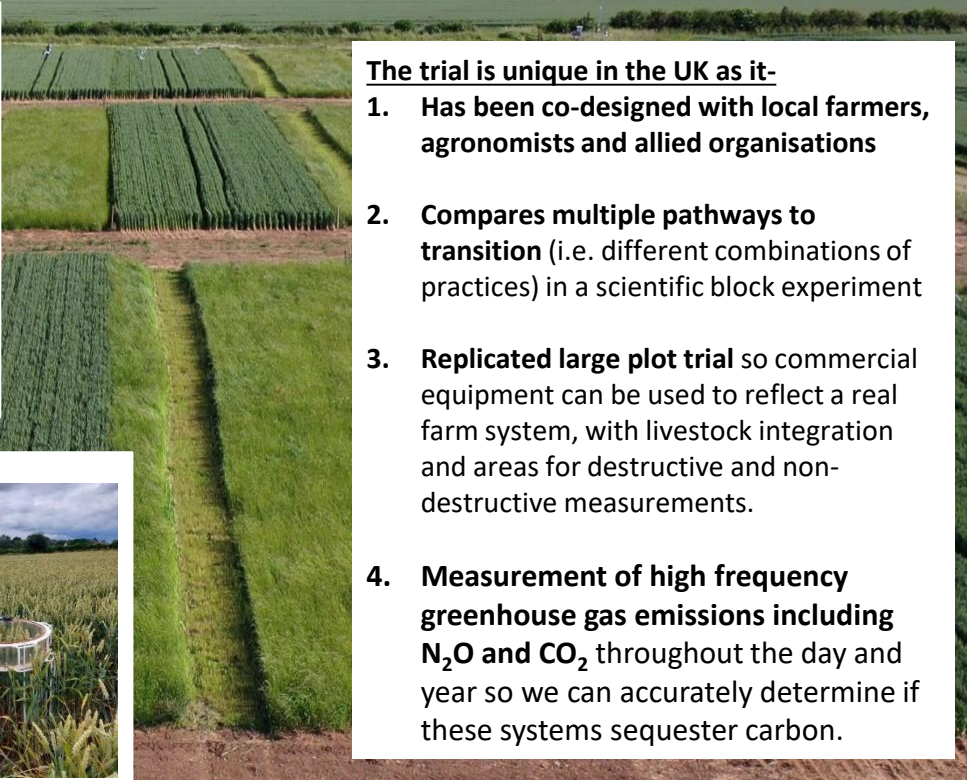 The trial is unique in the UK as it-
1. Has been co-designed with local farmers,
agronomists and allied organisations
2. Compares multiple pathways to
transition (i.e. different combinations of
practices) in a scientific block experiment
3. Replicated large plot trial so commercial
equipment can be used to reflect a real
farm system, with livestock integration
and areas for destructive and non-
destructive measurements.
4. Measurement of high frequency
greenhouse gas emissions including
N₂O and CO₂ throughout the day and
year so we can accurately determine if
these systems sequester carbon.